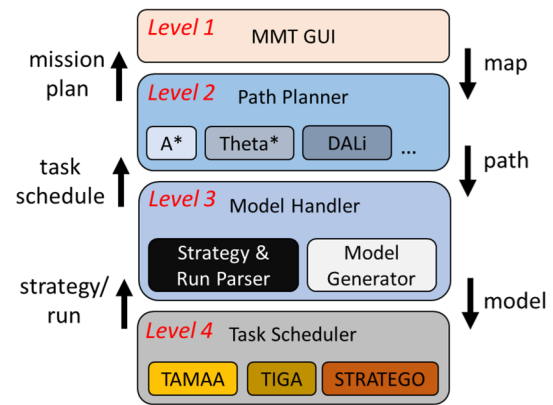 Level 1
MMT GUI
mission
plan
map
Level 2
Path Planner
A*
Theta*
DALi
...
task
schedule
path
Level 3
Model Handler
Strategy &
Run Parser
Model
Generator
strategy/
run
model
Level 4
Task Scheduler
TAMAA
TIGA
STRATEGO